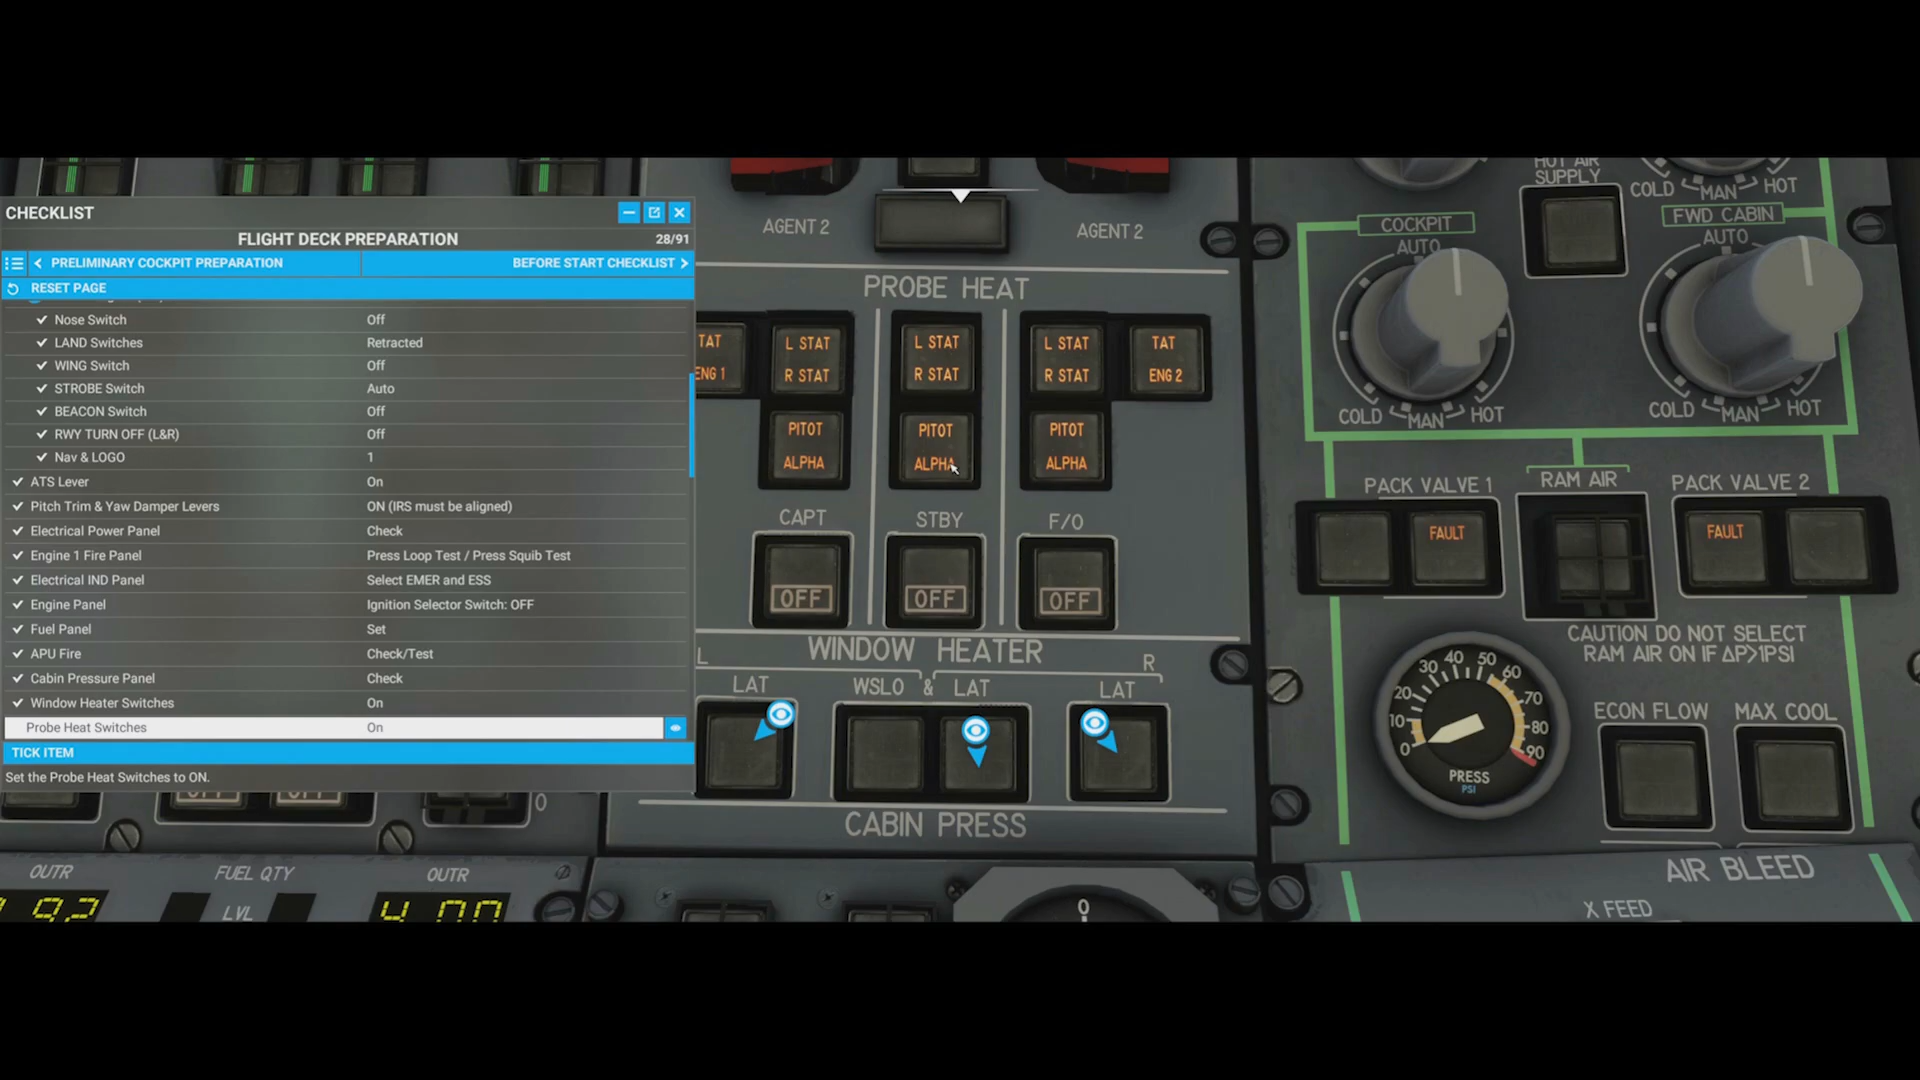 CHECKLIST
FLIGHT DECK PREPARATION
28/91
PRELIMINARY COCKPIT PREPARATION
BEFORE START CHECKLIST
RESET PAGE
Nose Switch Off
LAND Switches Retracted
WING Switch Off
STROBE Switch Auto
BEACON Switch Off
RWY TURN OFF (L&R) Off
Nav & LOGO 1
ATS Lever On
Pitch Trim & Yaw Damper Levers ON (IRS must be aligned)
Electrical Power Panel Check
Engine 1 Fire Panel Press Loop Test / Press Squib Test
Electrical IND Panel Select EMER and ESS
Engine Panel Ignition Selector Switch: OFF
Fuel Panel Set
APU Fire Check/Test
Cabin Pressure Panel Check
Window Heater Switches On
Probe Heat Switches On
TICK ITEM
Set the Probe Heat Switches to ON.
0
OUTR FUEL QTY OUTR
LVL
AGENT 2 AGENT 2
PROBE HEAT
TAT L STAT L STAT L STAT TAT
ENG 1 R STAT R STAT R STAT ENG 2
PITOT PITOT PITOT
ALPHA ALPHA ALPHA
CAPT STBY F/O
OFF OFF OFF
WINDOW HEATER
L R
LAT WSLD & LAT LAT
CABIN PRESS
0
HOT AIR
SUPPLY
COLD MAN HOT
COCKPIT FWD CABIN
AUTO AUTO
COLD MAN HOT COLD MAN HOT
PACK VALVE 1 RAM AIR PACK VALVE 2
FAULT FAULT
CAUTION DO NOT SELECT
RAM AIR ON IF ΔP>1PSI
0 10 20 30 40 50 60 70 80 90
PRESS
PSI
ECON FLOW MAX COOL
AIR BLEED
X FEED